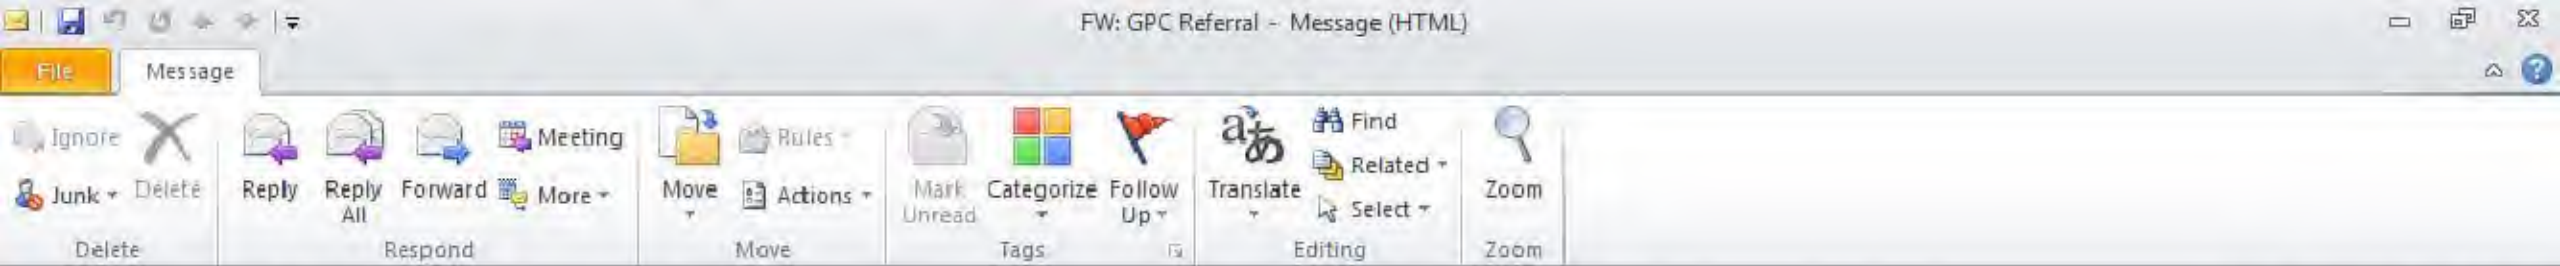 FW: GPC Referral - Message (HTML)
File Message
Ignore Meeting Rules Find
Related
Junk Delete Reply Reply All Forward More Move Actions Mark Unread Categorize Follow Up Translate Select Zoom
Delete Respond Move Tags Editing Zoom